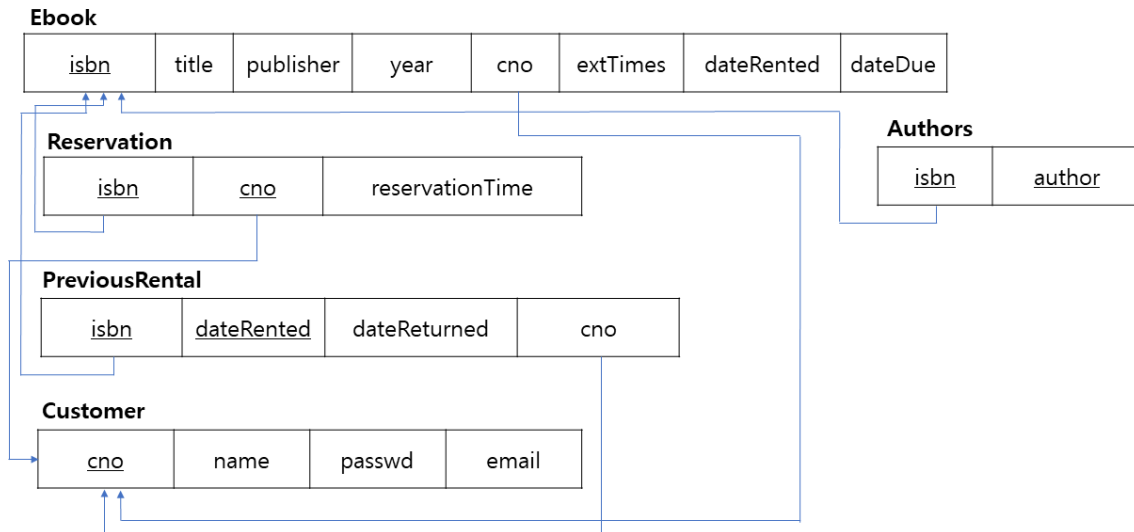 Ebook
isbn title publisher year cno extTimes dateRented dateDue
Reservation
isbn cno reservationTime
Authors
isbn author
PreviousRental
isbn dateRented dateReturned cno
Customer
cno name passwd email